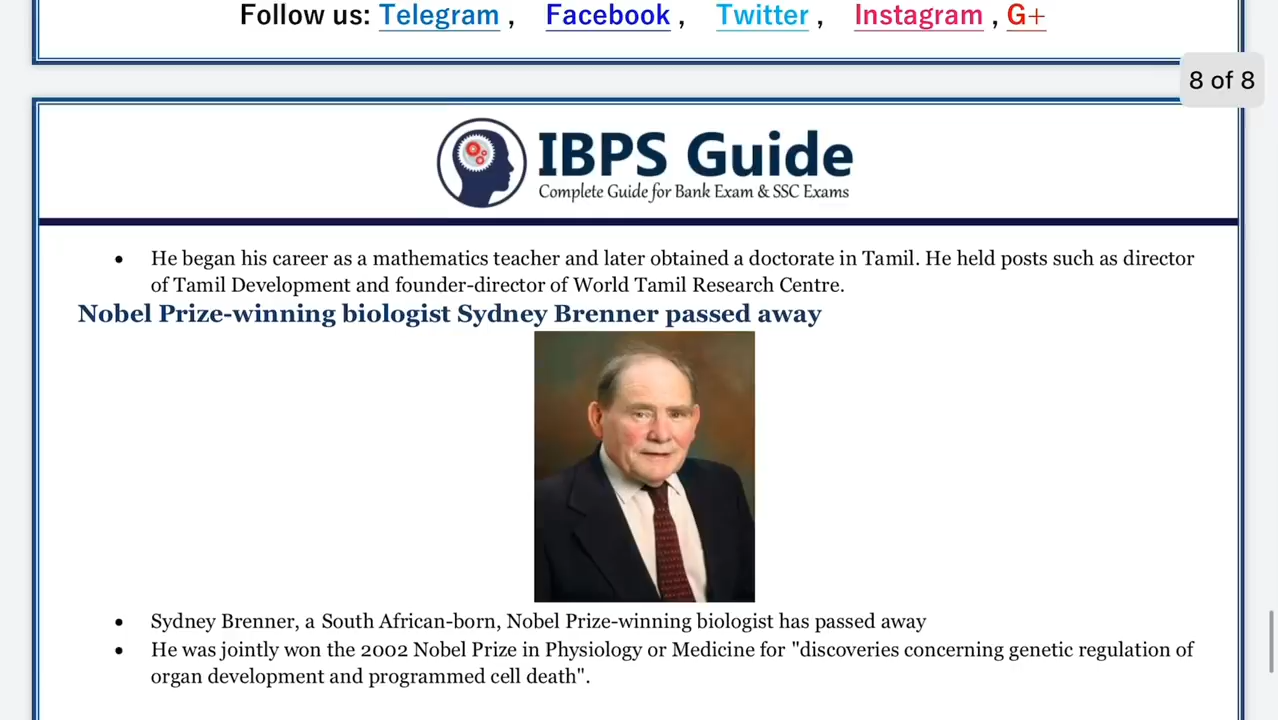 Follow us: Telegram , Facebook , Twitter , Instagram , G+
8 of 8
IBPS Guide
Complete Guide for Bank Exam & SSC Exams
• He began his career as a mathematics teacher and later obtained a doctorate in Tamil. He held posts such as director
of Tamil Development and founder-director of World Tamil Research Centre.
Nobel Prize-winning biologist Sydney Brenner passed away
• Sydney Brenner, a South African-born, Nobel Prize-winning biologist has passed away
• He was jointly won the 2002 Nobel Prize in Physiology or Medicine for "discoveries concerning genetic regulation of
organ development and programmed cell death".